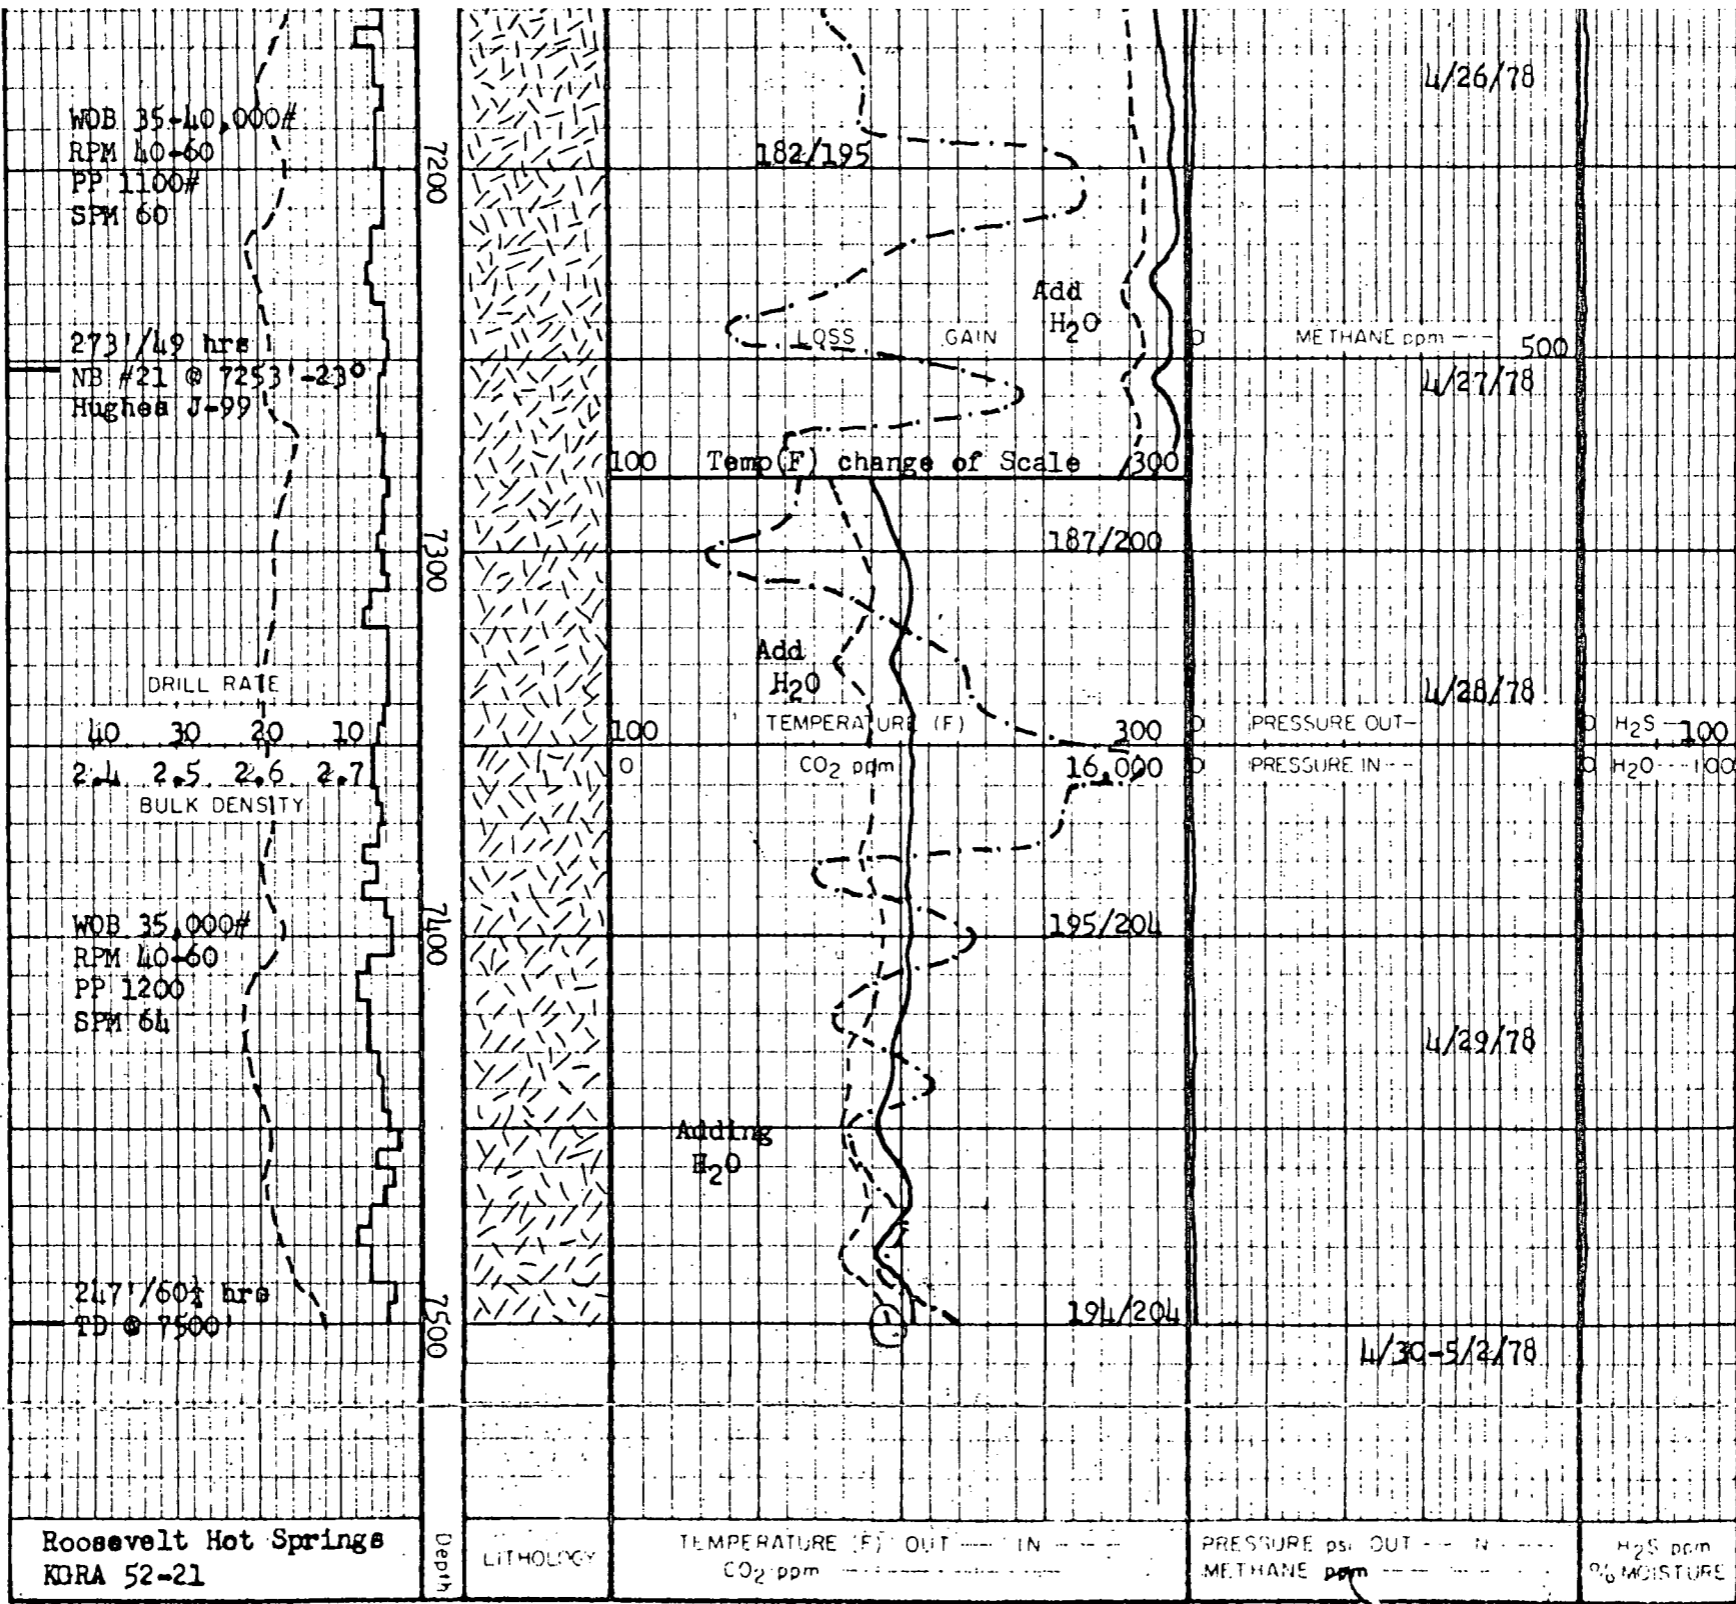 4/26/78
WOB 35-40,000#
RPM 40-60
PP 1100#
SPM 60
7200
182/195
Add
H2O
LOSS GAIN
0 METHANE ppm 500
273'/49 hrs
NB #21 @ 7253'-23°
Hughes J-99
4/27/78
100 Temp(F) change of Scale 300
7300
187/200
Add
H2O
4/28/78
DRILL RATE
40 30 20 10
2.4 2.5 2.6 2.7
BULK DENSITY
100 TEMPERATURE (F) 300
0 CO2 ppm 16,000
0 PRESSURE OUT
0 PRESSURE IN
0 H2S 100
0 H2O 100
WOB 35,000#
RPM 40-60
PP 1200
SPM 64
7400
195/204
4/29/78
Adding
H2O
247'/60½ hrs
TD @ 7500'
7500
194/204
4/30-5/2/78
Roosevelt Hot Springs
KGRA 52-21
Depth
LITHOLOGY
TEMPERATURE (F) OUT IN
CO2 ppm
PRESSURE psi OUT IN
METHANE ppm
H2S ppm
% MOISTURE